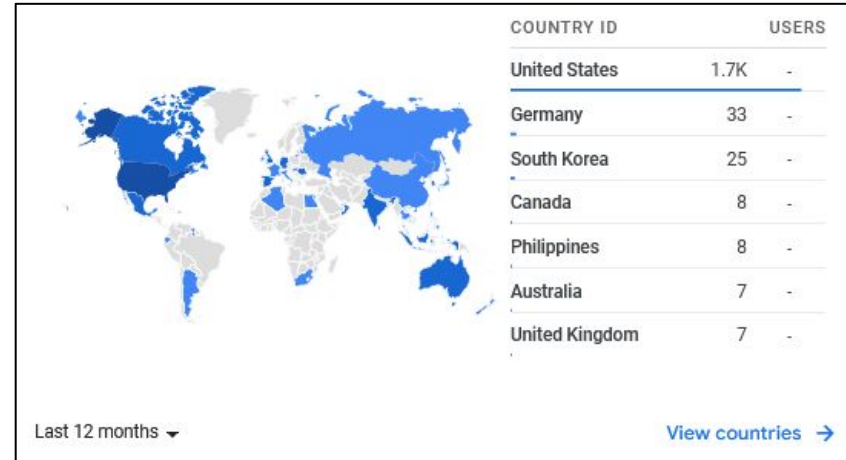 COUNTRY ID USERS
United States 1.7K -
Germany 33 -
South Korea 25 -
Canada 8 -
Philippines 8 -
Australia 7 -
United Kingdom 7 -
Last 12 months
View countries →